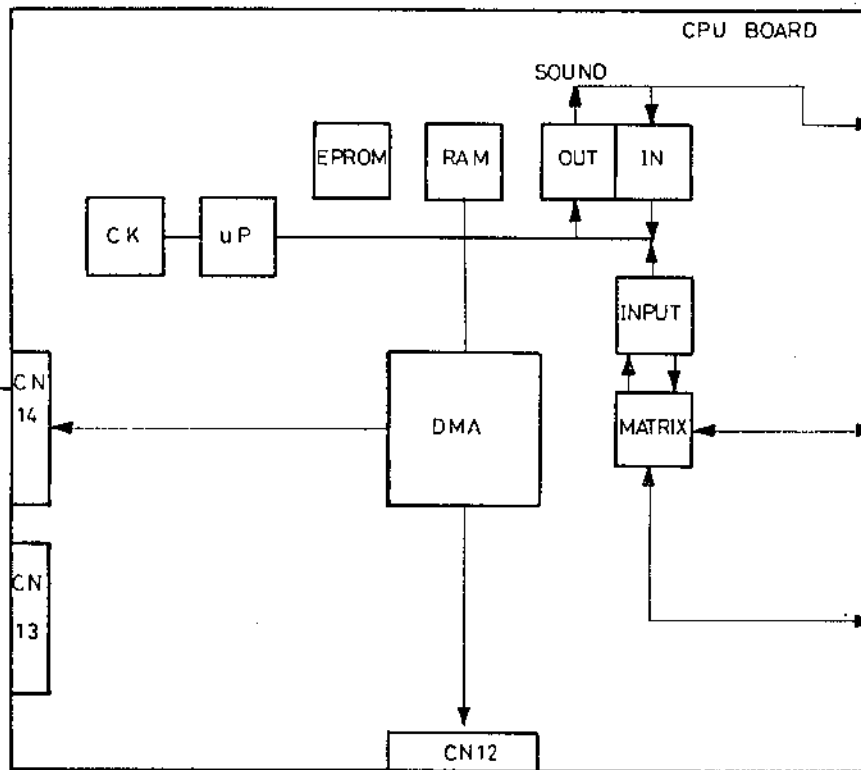 CPU BOARD
SOUND
EPROM
RAM
OUT
IN
CK
uP
INPUT
CN
14
DMA
MATRIX
CN
13
CN12